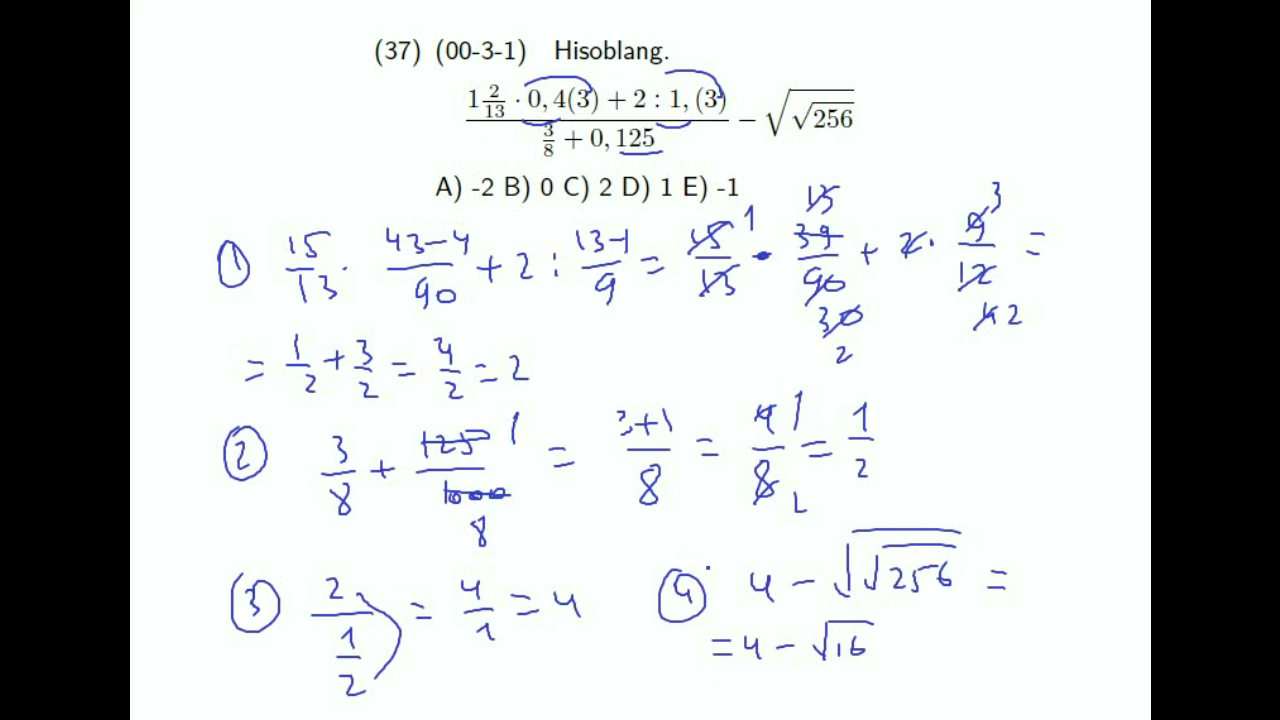 (37) (00-3-1) Hisoblang.
1 2/13 · 0,4(3) + 2 : 1,(3)
3/8 + 0,125
− √√256
A) -2 B) 0 C) 2 D) 1 E) -1
① 15/13 · (43−4)/90 + 2 : (13−1)/9 = 15/13 · 39/90 + 2 · 9/12 =
= 1/2 + 3/2 = 4/2 = 2
② 3/8 + 125/1000 = (3+1)/8 = 4/8 = 1/2
③ 2/(1/2) = 4/1 = 4
④ 4 − √√256 =
= 4 − √16